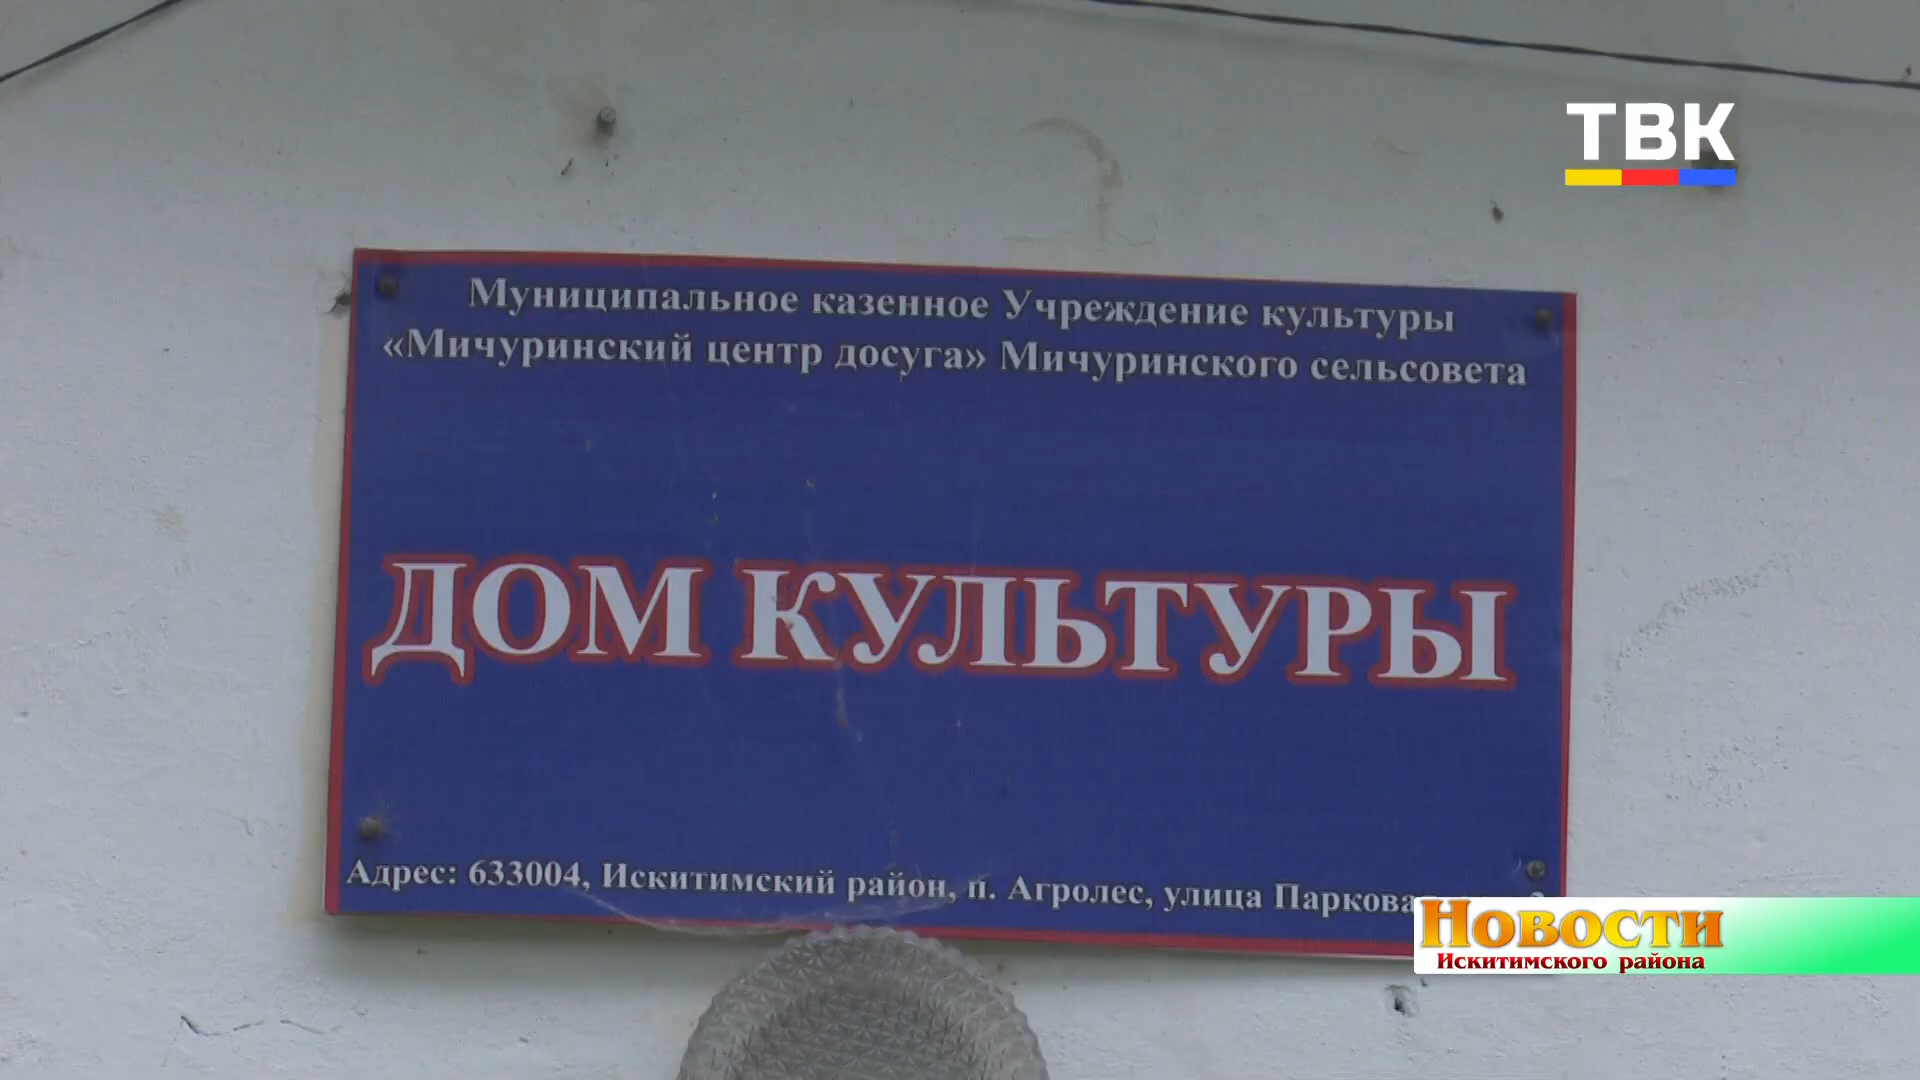 ТВК
Муниципальное казенное Учреждение культуры
«Мичуринский центр досуга» Мичуринского сельсовета
ДОМ КУЛЬТУРЫ
Адрес: 633004, Искитимский район, п. Агролес, улица
Новости
Искитимского района